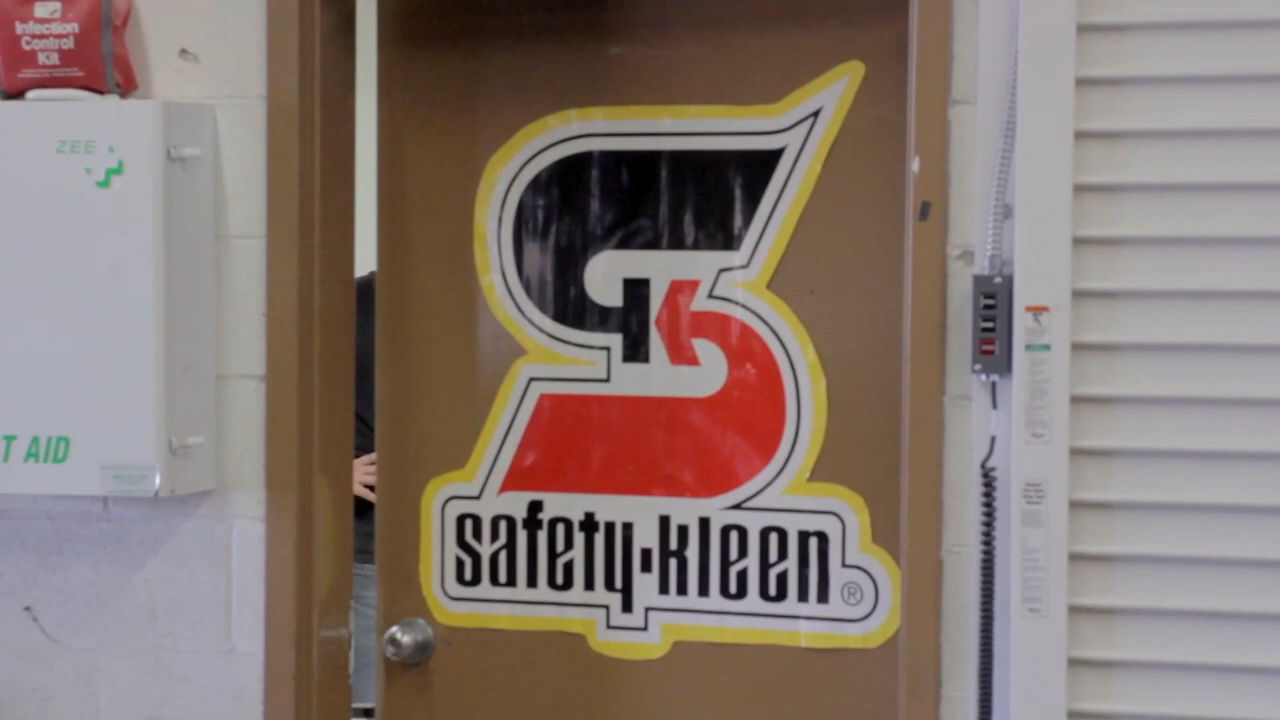 Infection
Control
Kit
ZEE
T AID
safety-kleen®